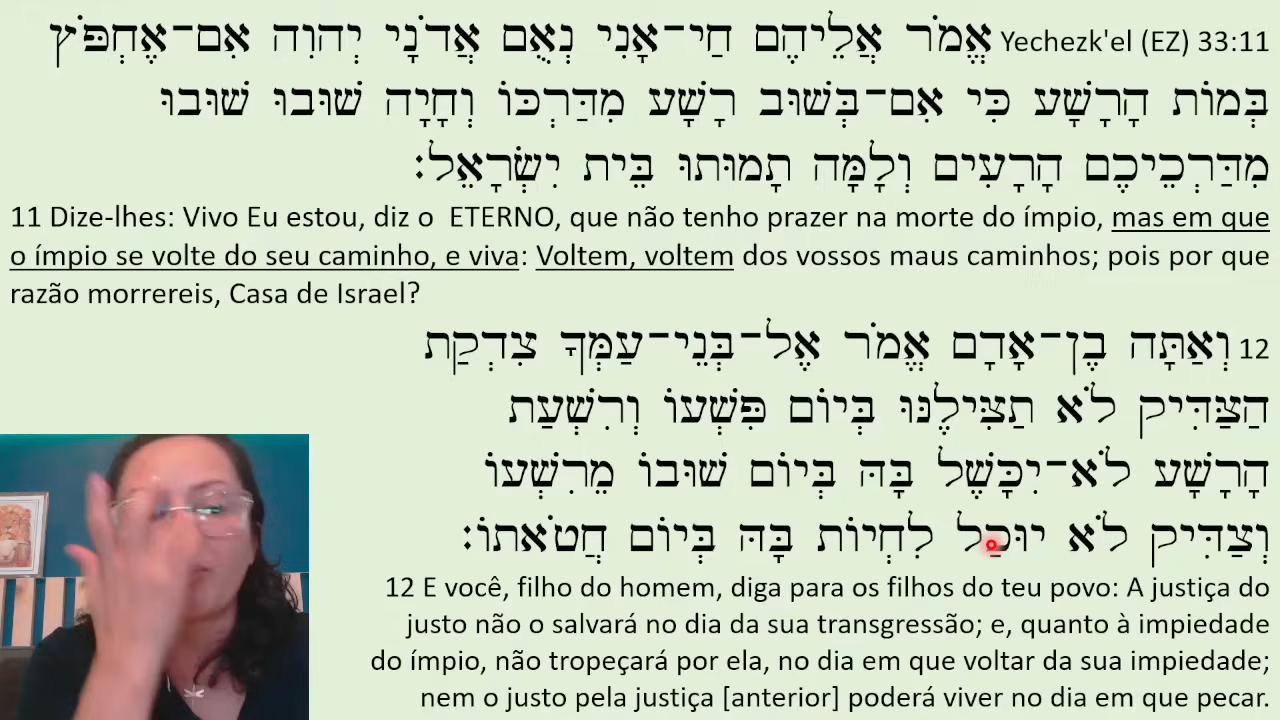 Yechezk'el (EZ) 33:11 אֱמֹר אֲלֵיהֶם חַי־אָנִי נְאֻם אֲדֹנָי יְהוִה אִם־אֶחְפֹּץ
בְּמוֹת הָרָשָׁע כִּי אִם־בְּשׁוּב רָשָׁע מִדַּרְכּוֹ וְחָיָה שׁוּבוּ שׁוּבוּ
מִדַּרְכֵיכֶם הָרָעִים וְלָמָּה תָמוּתוּ בֵּית יִשְׂרָאֵל׃
11 Dize-lhes: Vivo Eu estou, diz o ETERNO, que não tenho prazer na morte do ímpio, mas em que
o ímpio se volte do seu caminho, e viva: Voltem, voltem dos vossos maus caminhos; pois por que
razão morrereis, Casa de Israel?
12 וְאַתָּה בֶן־אָדָם אֱמֹר אֶל־בְּנֵי־עַמְּךָ צִדְקַת
הַצַּדִּיק לֹא תַצִּילֶנּוּ בְּיוֹם פִּשְׁעוֹ וְרִשְׁעַת
הָרָשָׁע לֹא־יִכָּשֶׁל בָּהּ בְּיוֹם שׁוּבוֹ מֵרִשְׁעוֹ
וְצַדִּיק לֹא יוּכַל לִחְיוֹת בָּהּ בְּיוֹם חֲטֹאתוֹ׃
12 E você, filho do homem, diga para os filhos do teu povo: A justiça do
justo não o salvará no dia da sua transgressão; e, quanto à impiedade
do ímpio, não tropeçará por ela, no dia em que voltar da sua impiedade;
nem o justo pela justiça [anterior] poderá viver no dia em que pecar.